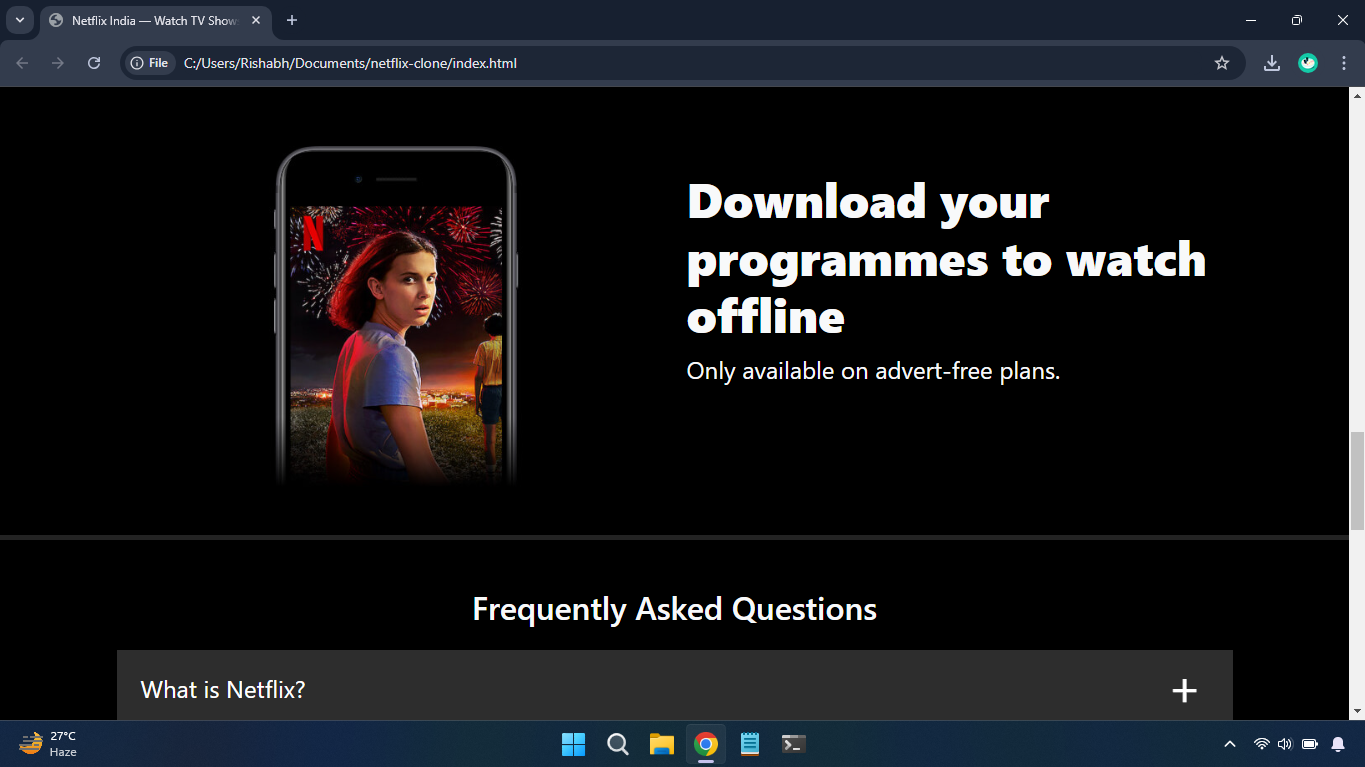 Netflix India — Watch TV Shows
File
C:/Users/Rishabh/Documents/netflix-clone/index.html
N
Download your
programmes to watch
offline
Only available on advert-free plans.
Frequently Asked Questions
What is Netflix?
27°C
Haze